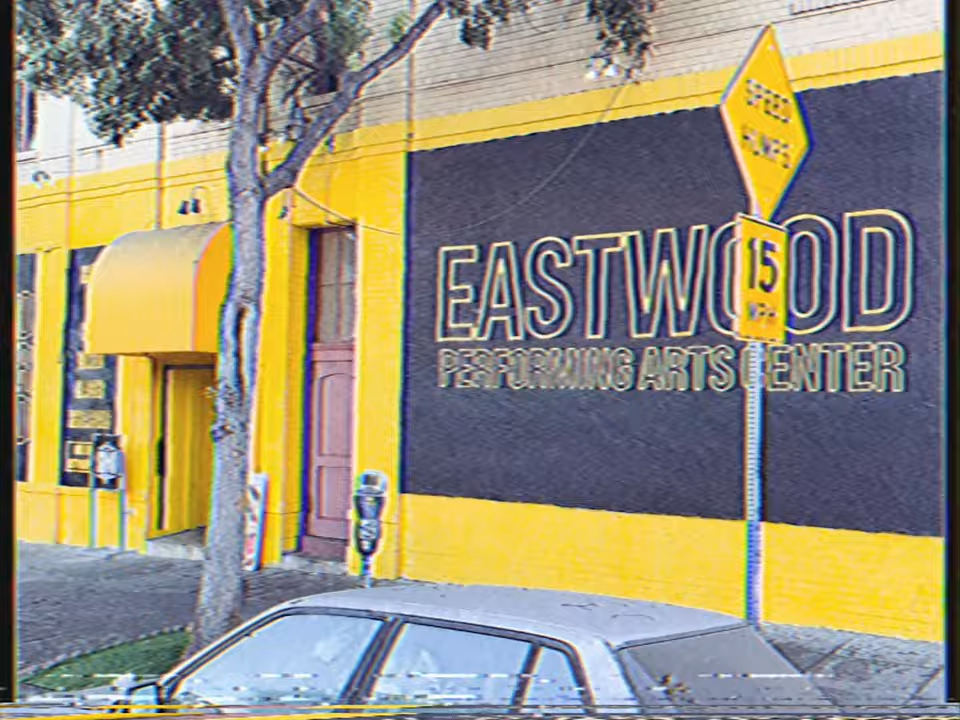 SPEED
HUMPS
15
MPH
EASTWOOD
PERFORMING ARTS CENTER